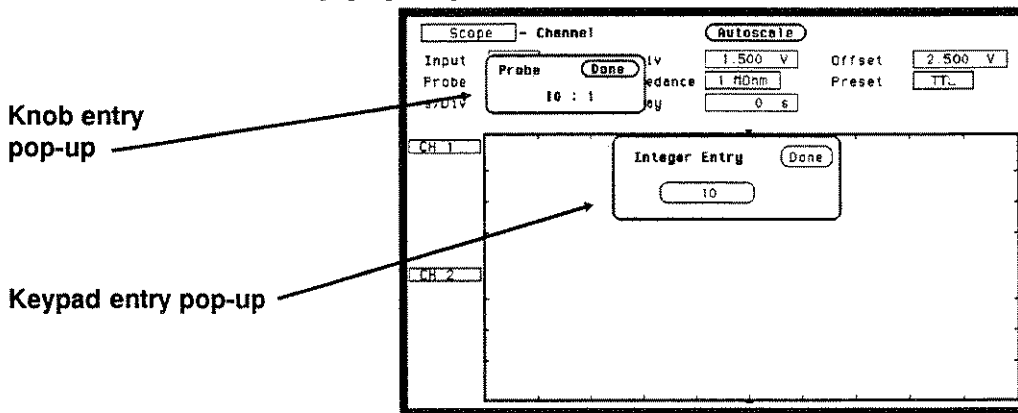 Scope - Channel Autoscale
Input iv 1.500 V Offset 2.500 V
Probe edance 1 MOhm Preset TTL
s/Div ay 0 s
Probe Done
10 : 1
Knob entry
pop-up
CH 1
Integer Entry Done
10
CH 2
Keypad entry pop-up